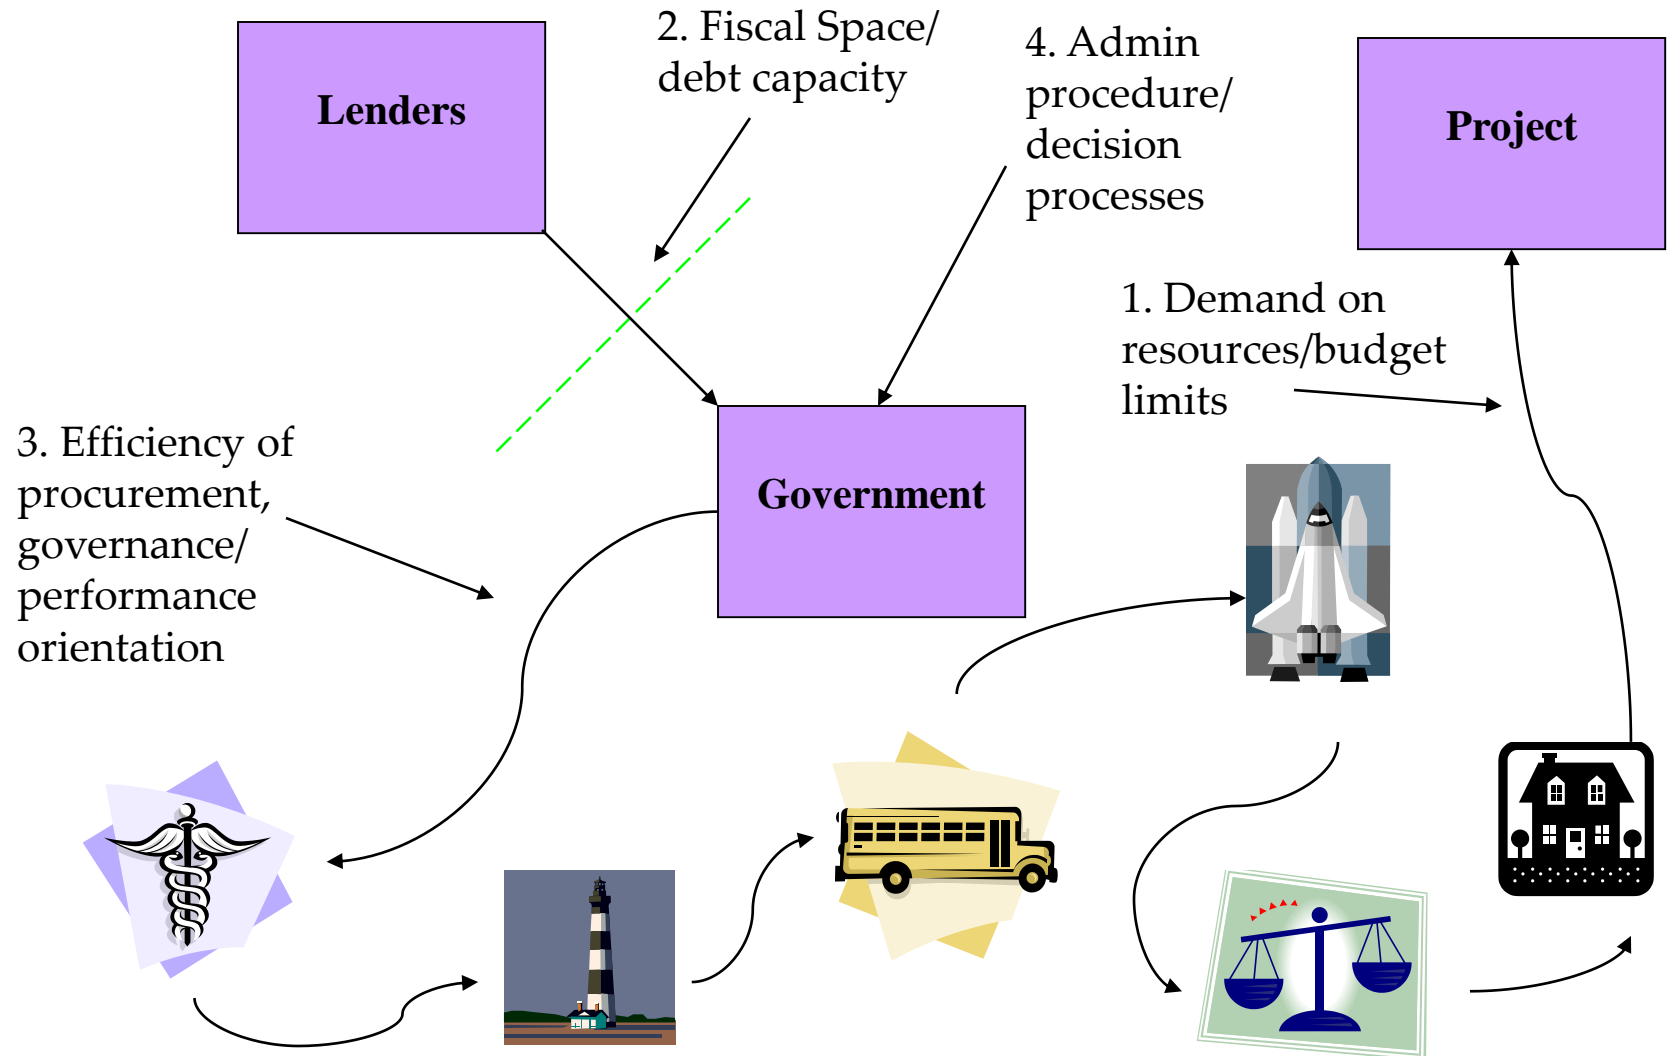 Lenders
2. Fiscal Space/
debt capacity
4. Admin
procedure/
decision
processes
Project
1. Demand on
resources/budget
limits
3. Efficiency of
procurement,
governance/
performance
orientation
Government